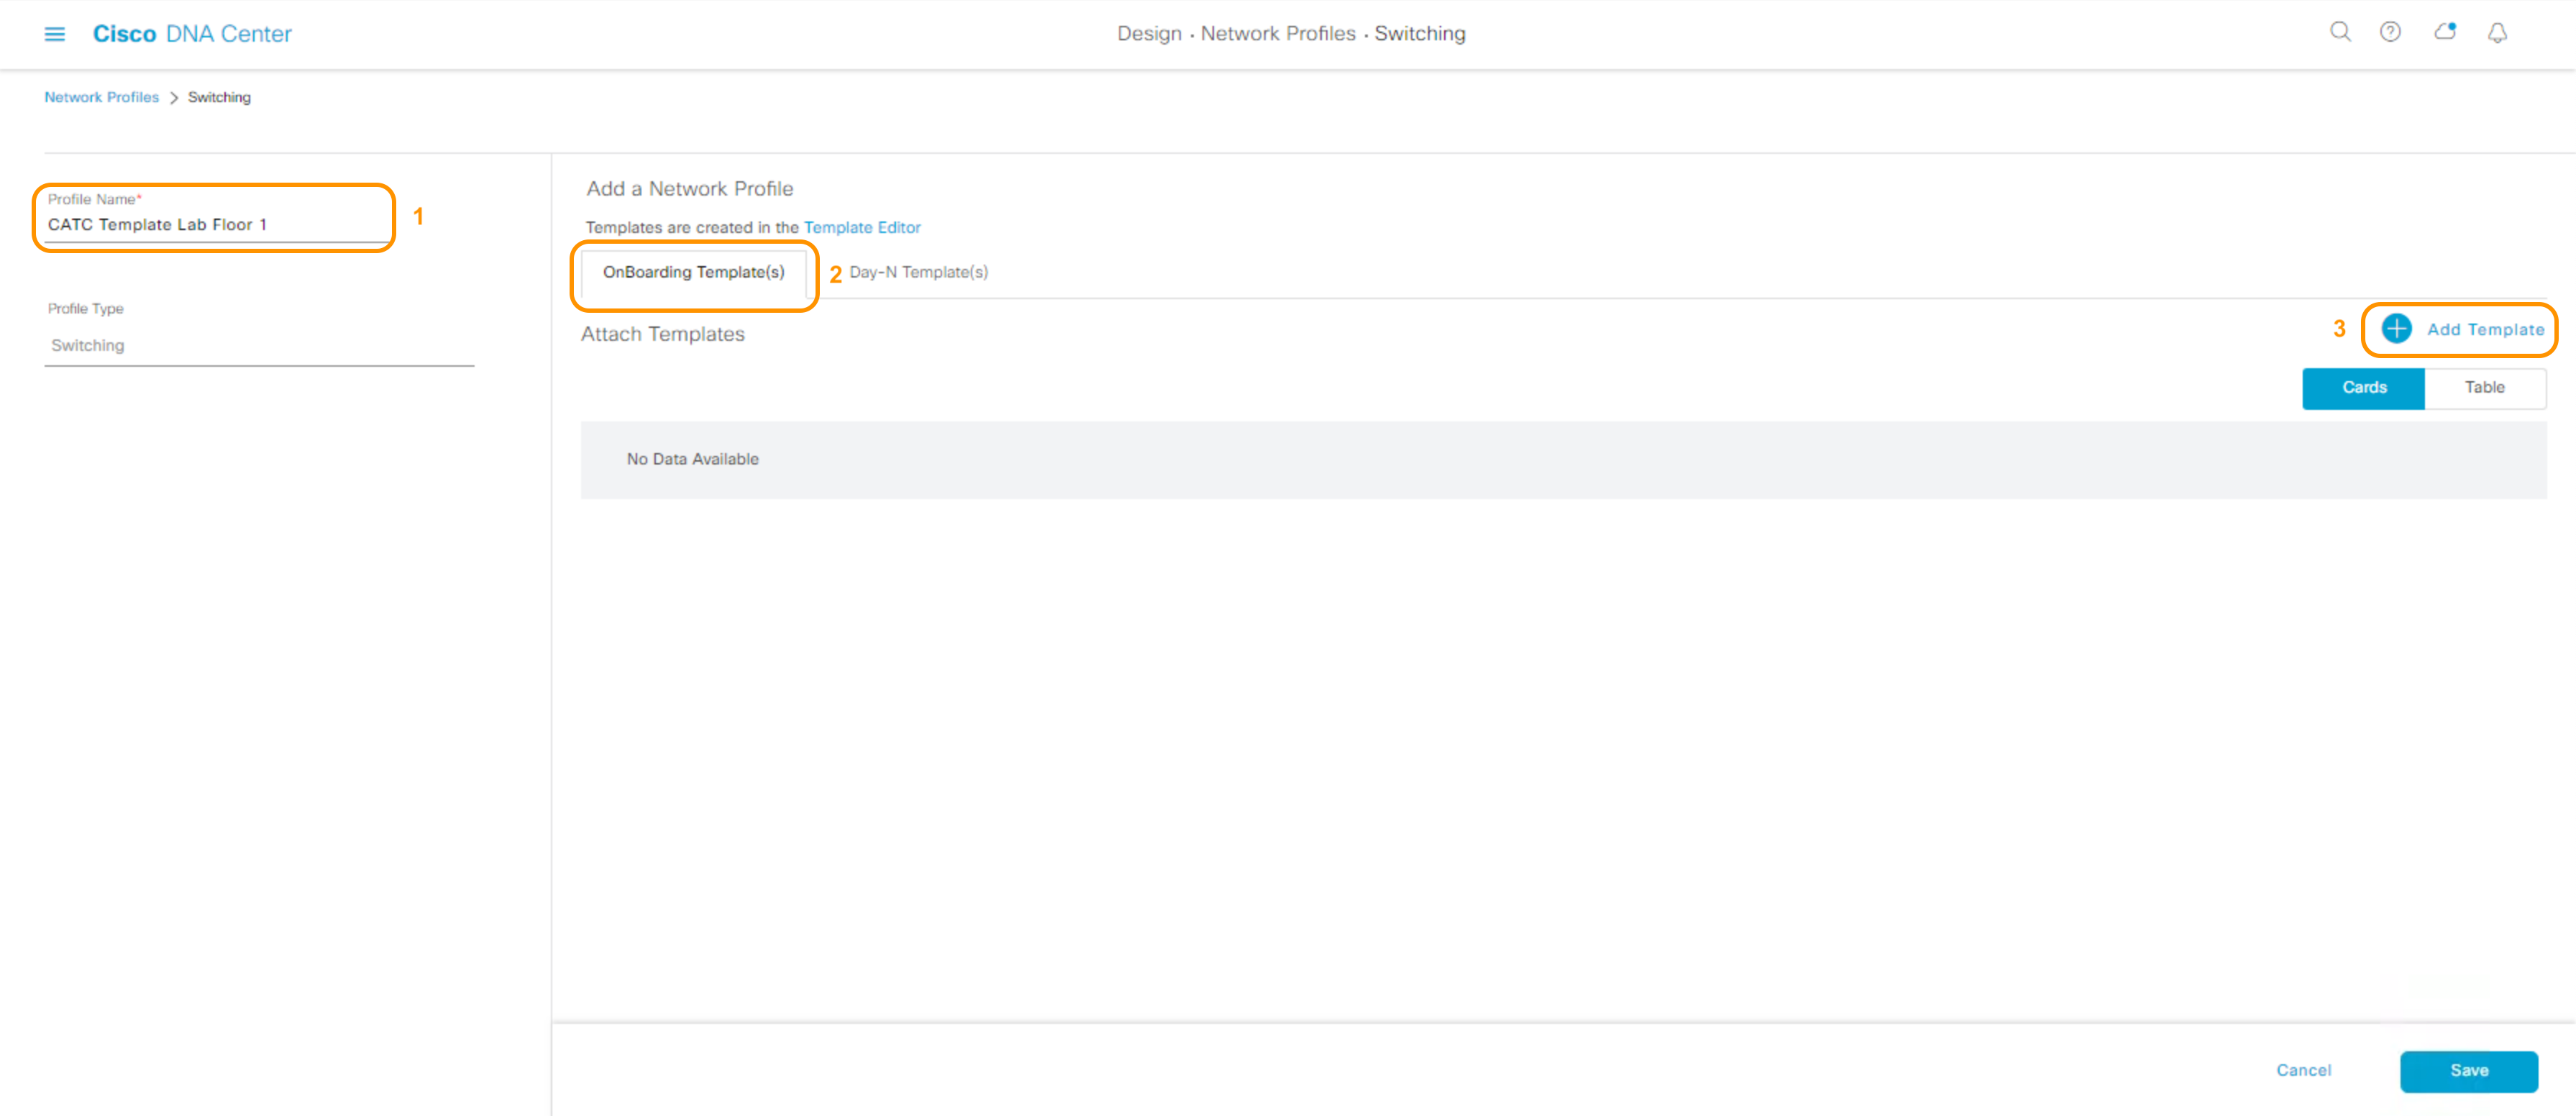 Cisco DNA Center
Design · Network Profiles · Switching
Network Profiles > Switching
Profile Name*
CATC Template Lab Floor 1
1
Profile Type
Switching
Add a Network Profile
Templates are created in the Template Editor
OnBoarding Template(s)
2
Day-N Template(s)
Attach Templates
3
Add Template
Cards
Table
No Data Available
Cancel
Save